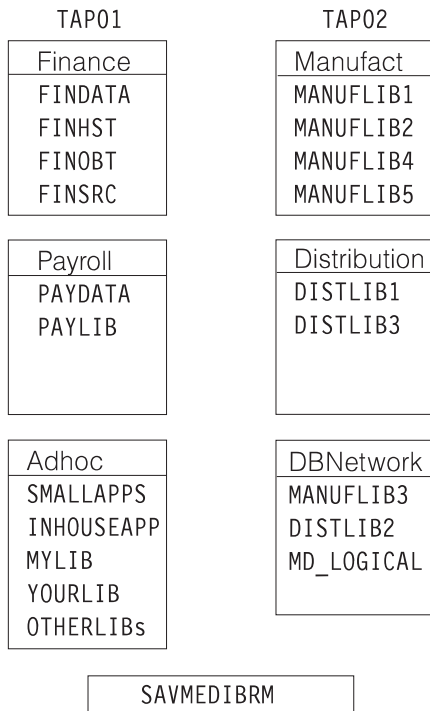 TAP01
Finance
FINDATA
FINHST
FINOBT
FINSRC
Payroll
PAYDATA
PAYLIB
Adhoc
SMALLAPPS
INHOUSEAPP
MYLIB
YOURLIB
OTHERLIBs
TAP02
Manufact
MANUFLIB1
MANUFLIB2
MANUFLIB4
MANUFLIB5
Distribution
DISTLIB1
DISTLIB3
DBNetwork
MANUFLIB3
DISTLIB2
MD_LOGICAL
SAVMEDIBRM